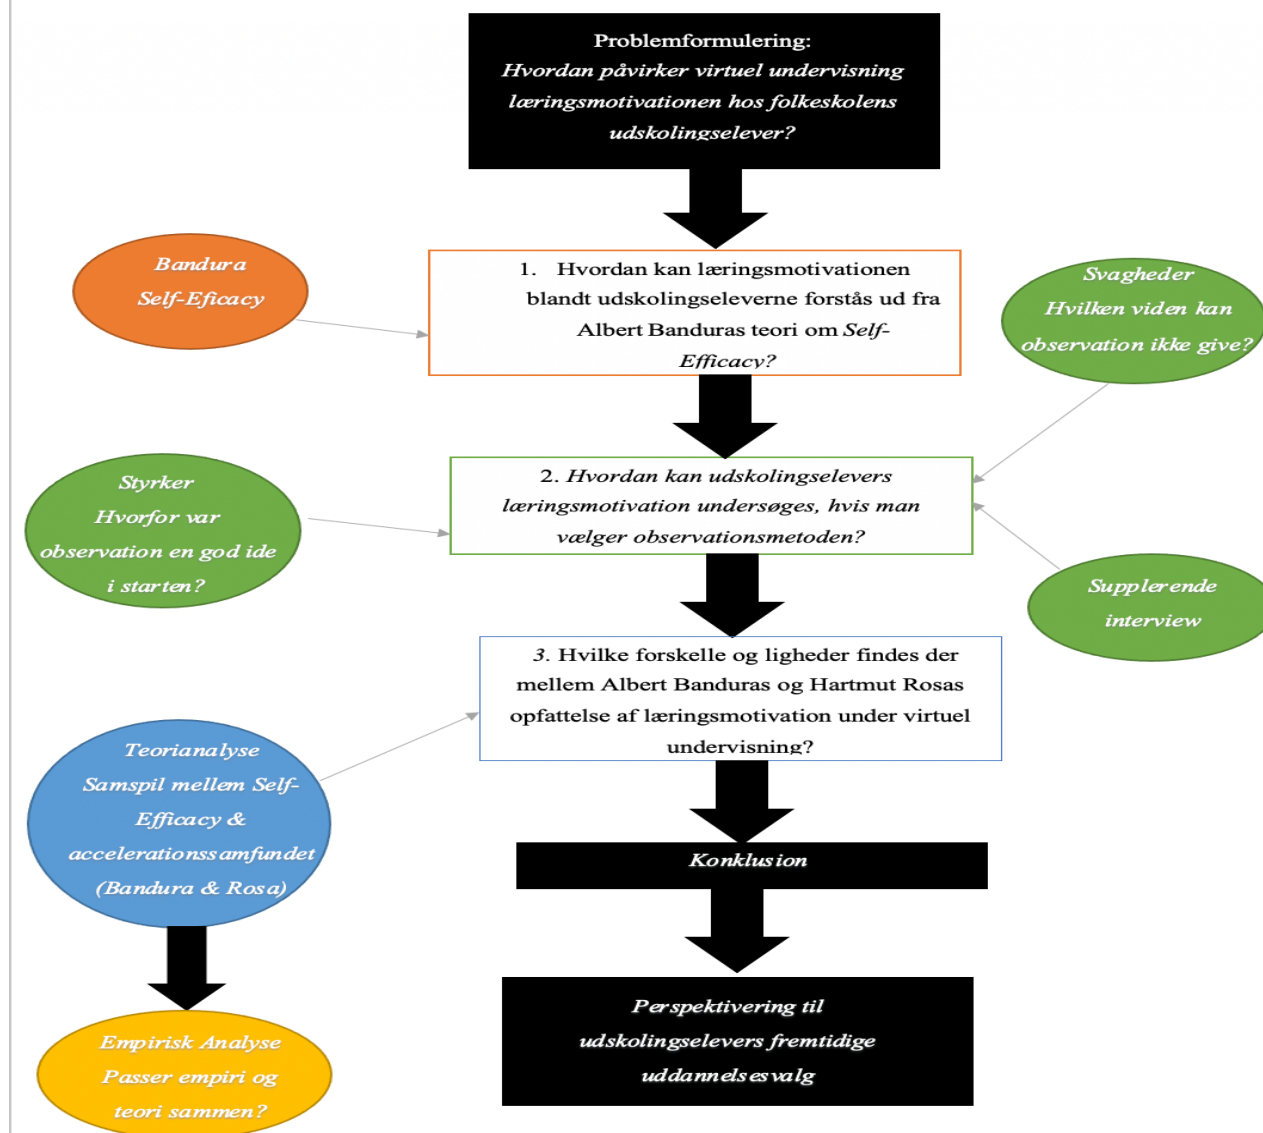 Problemformulering:
Hvordan påvirker virtuel undervisning
læringsmotivationen hos folkeskolens
udskolingselever?
Bandura
Self-Eficacy
1. Hvordan kan læringsmotivationen
blandt udskolingseleverne forstås ud fra
Albert Banduras teori om Self-
Efficacy?
Svagheder
Hvilken viden kan
observation ikke give?
Styrker
Hvorfor var
observation en god ide
i starten?
2. Hvordan kan udskolingselevers
læringsmotivation undersøges, hvis man
vælger observationsmetoden?
Supplerende
interview
3. Hvilke forskelle og ligheder findes der
mellem Albert Banduras og Hartmut Rosas
opfattelse af læringsmotivation under virtuel
undervisning?
Teorianalyse
Samspil mellem Self-
Efficacy &
accelerationssamfundet
(Bandura & Rosa)
Konklusion
Perspektivering til
udskolingselevers fremtidige
uddannelsesvalg
Empirisk Analyse
Passer empiri og
teori sammen?